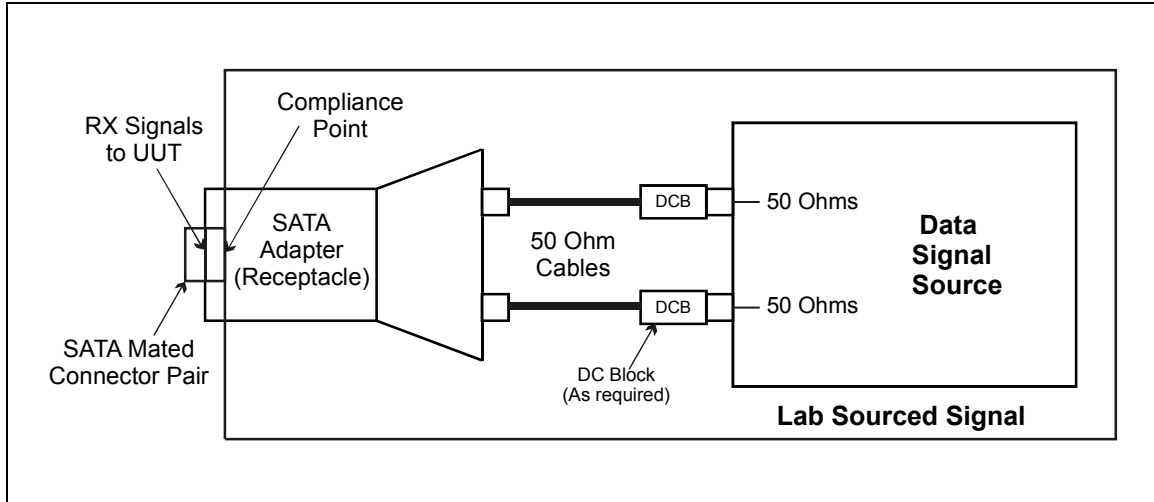 Compliance
Point
RX Signals
to UUT
SATA
Adapter
(Receptacle)
SATA Mated
Connector Pair
50 Ohm
Cables
DCB
DCB
DC Block
(As required)
50 Ohms
50 Ohms
Data
Signal
Source
Lab Sourced Signal